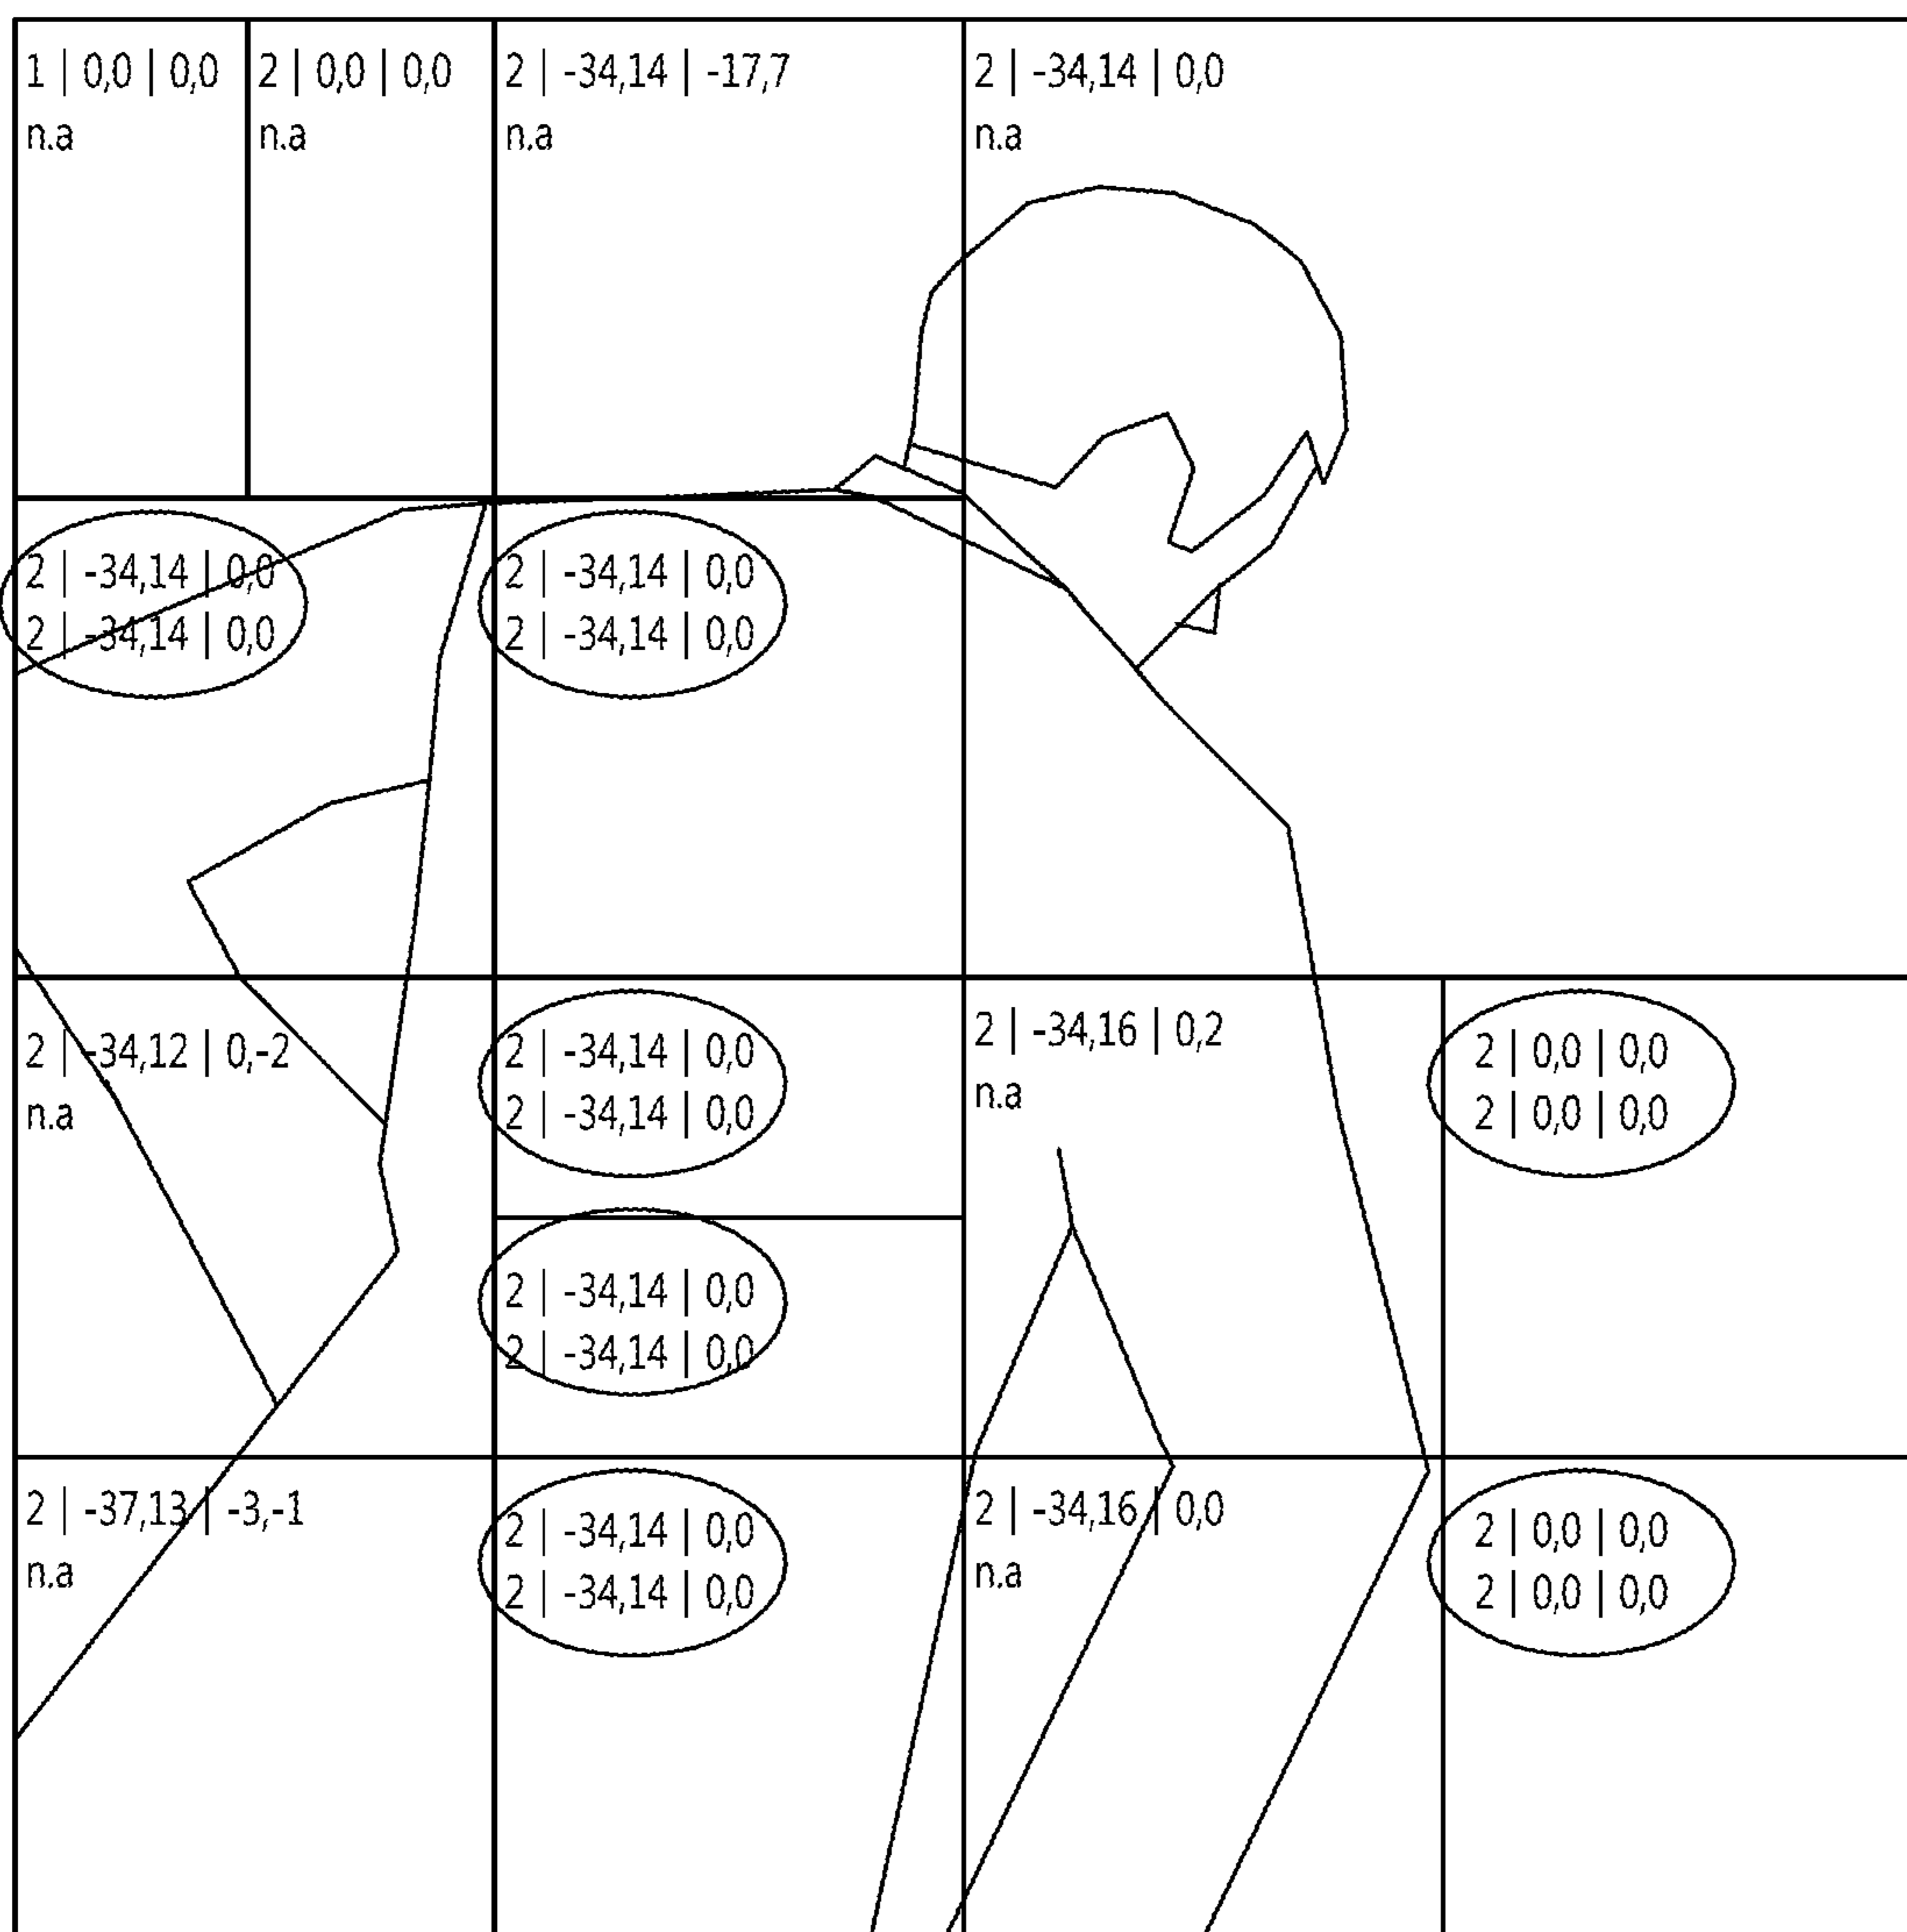 1 | 0,0 | 0,0
n.a
2 | 0,0 | 0,0
n.a
2 | -34,14 | -17,7
n.a
2 | -34,14 | 0,0
n.a
2 | -34,14 | 0,0
2 | -34,14 | 0,0
2 | -34,14 | 0,0
2 | -34,14 | 0,0
2 | -34,12 | 0,-2
n.a
2 | -34,14 | 0,0
2 | -34,14 | 0,0
2 | -34,16 | 0,2
n.a
2 | 0,0 | 0,0
2 | 0,0 | 0,0
2 | -34,14 | 0,0
2 | -34,14 | 0,0
2 | -37,13 | -3,-1
n.a
2 | -34,14 | 0,0
2 | -34,14 | 0,0
2 | -34,16 | 0,0
n.a
2 | 0,0 | 0,0
2 | 0,0 | 0,0